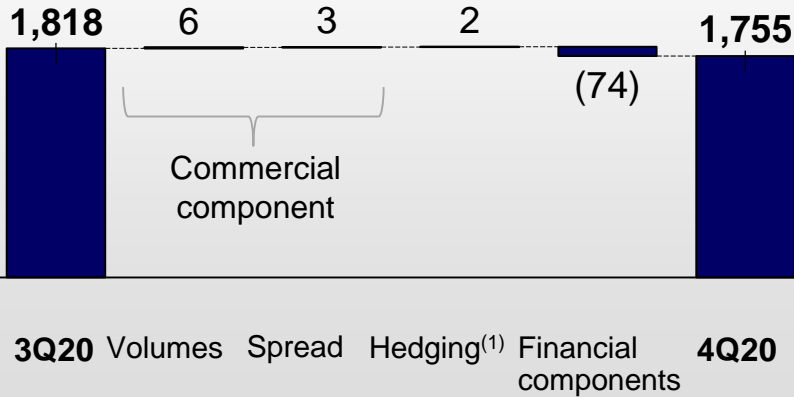 1,818 6 3 2 1,755
(74)
Commercial
component
3Q20 Volumes Spread Hedging(1) Financial 4Q20
components